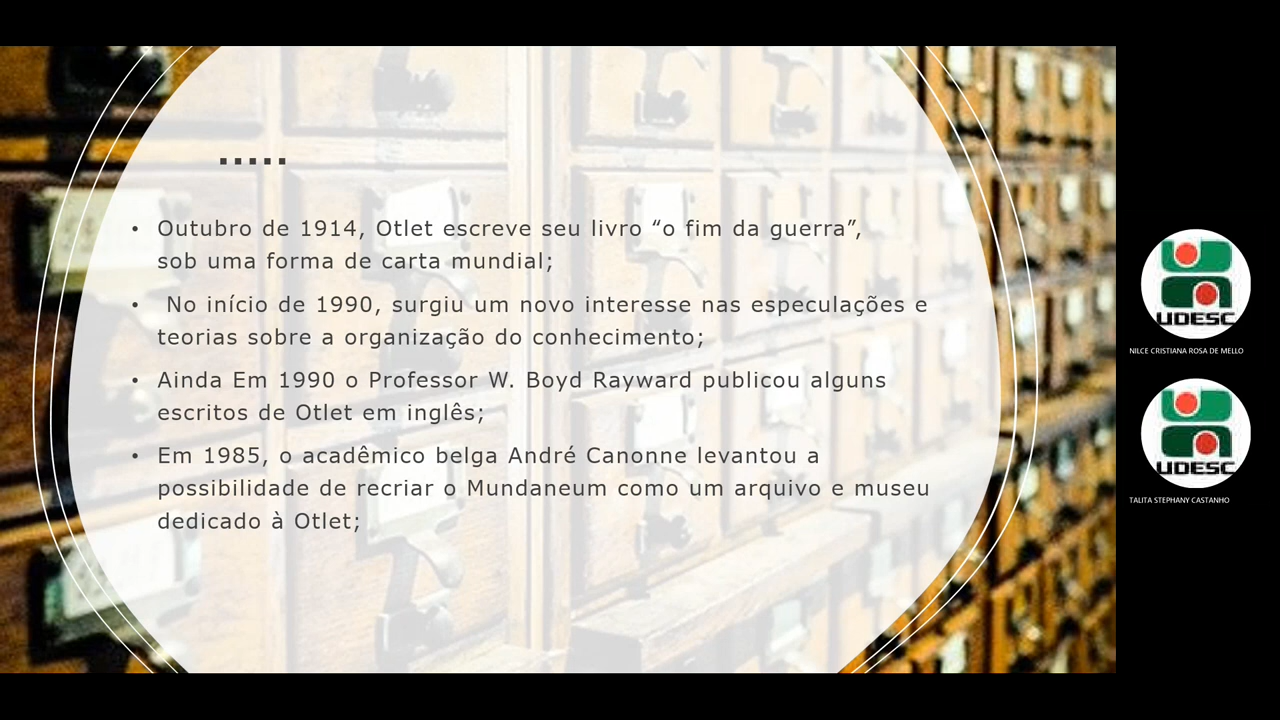 .....
• Outubro de 1914, Otlet escreve seu livro “o fim da guerra”,
sob uma forma de carta mundial;
• No início de 1990, surgiu um novo interesse nas especulações e
teorias sobre a organização do conhecimento;
• Ainda Em 1990 o Professor W. Boyd Rayward publicou alguns
escritos de Otlet em inglês;
• Em 1985, o acadêmico belga André Canonne levantou a
possibilidade de recriar o Mundaneum como um arquivo e museu
dedicado à Otlet;
UDESC
NILCE CRISTIANA ROSA DE MELLO
UDESC
TALITA STEPHANY CASTANHO